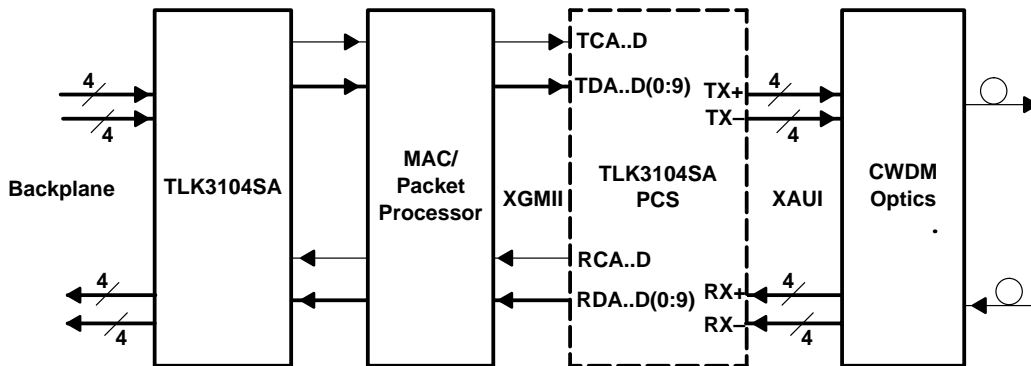 Backplane
4
4
4
4
TLK3104SA
MAC/
Packet
Processor
XGMII
TCA..D
TDA..D(0:9)
TLK3104SA
PCS
RCA..D
RDA..D(0:9)
TX+
TX–
RX+
RX–
4
4
XAUI
4
4
CWDM
Optics